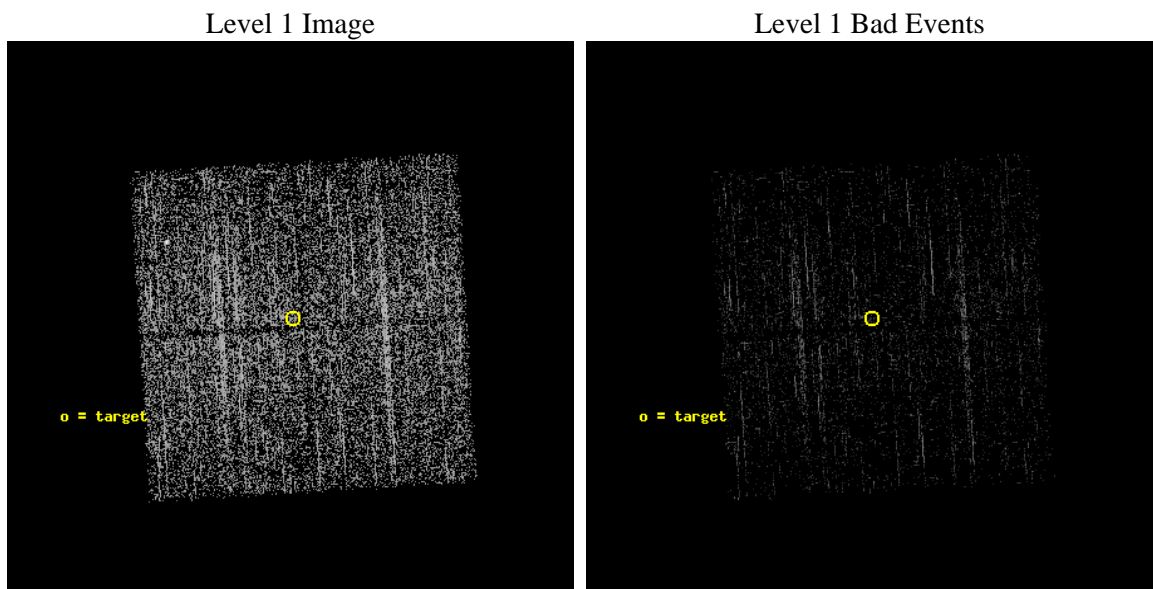 Level 1 Image
Level 1 Bad Events
o = target
o = target